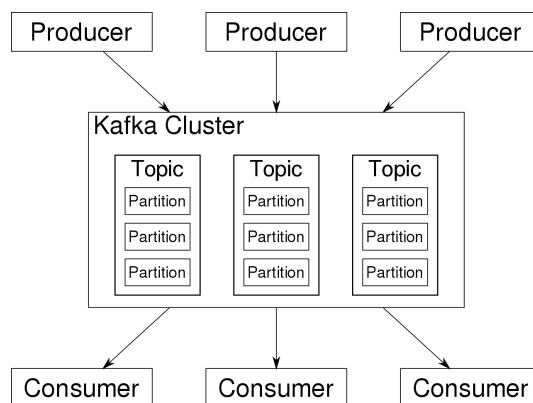 Producer
Producer
Producer
Kafka Cluster
Topic
Topic
Topic
Partition
Partition
Partition
Partition
Partition
Partition
Partition
Partition
Partition
Consumer
Consumer
Consumer